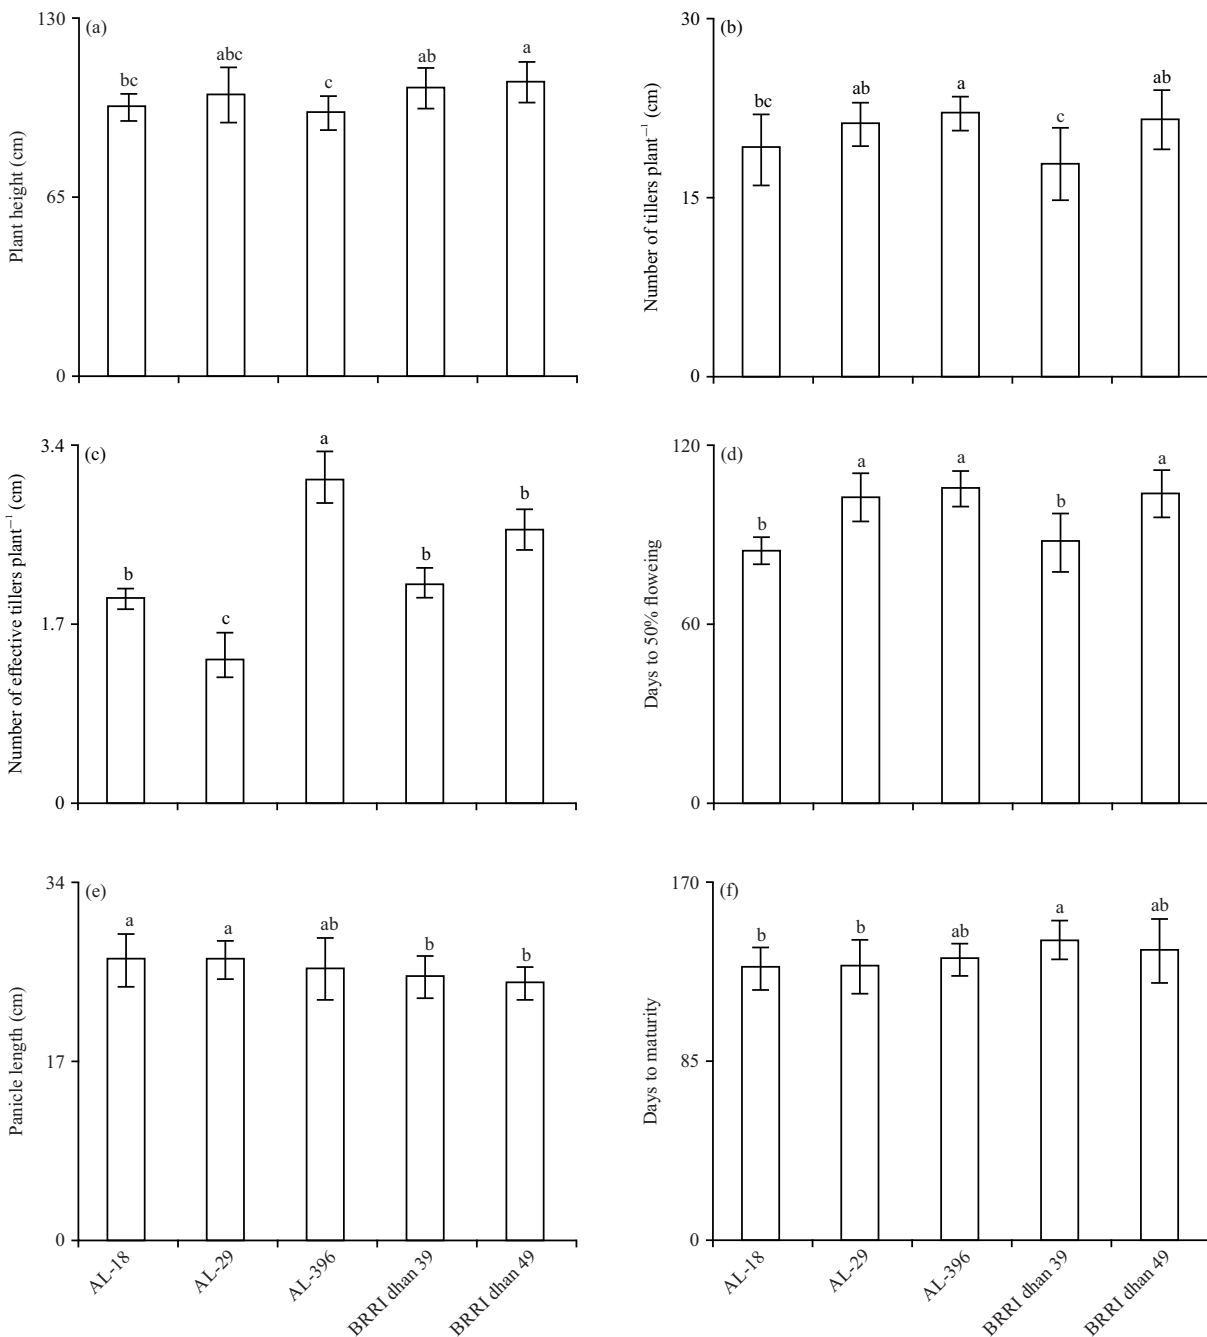 130
(a)
bc
abc
c
ab
a
65
0
Plant height (cm)
30
(b)
bc
ab
a
c
ab
15
0
Number of tillers plant⁻¹ (cm)
3.4
(c)
b
c
a
b
b
1.7
0
Number of effective tillers plant⁻¹ (cm)
120
(d)
b
a
a
b
a
60
0
Days to 50% floweing
34
(e)
a
a
ab
b
b
17
0
Panicle length (cm)
AL-18
AL-29
AL-396
BRRI dhan 39
BRRI dhan 49
170
(f)
b
b
ab
a
ab
85
0
Days to maturity
AL-18
AL-29
AL-396
BRRI dhan 39
BRRI dhan 49